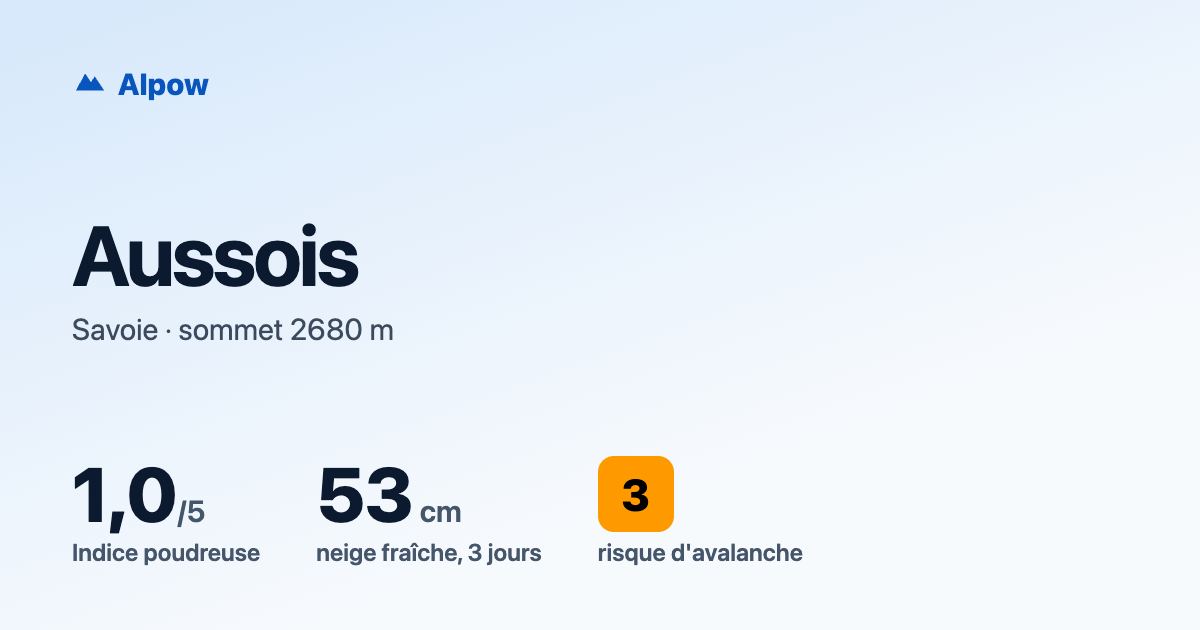 Alpow
Aussois
Savoie · sommet 2680 m
1,0/5
Indice poudreuse
53 cm
neige fraîche, 3 jours
3
risque d'avalanche